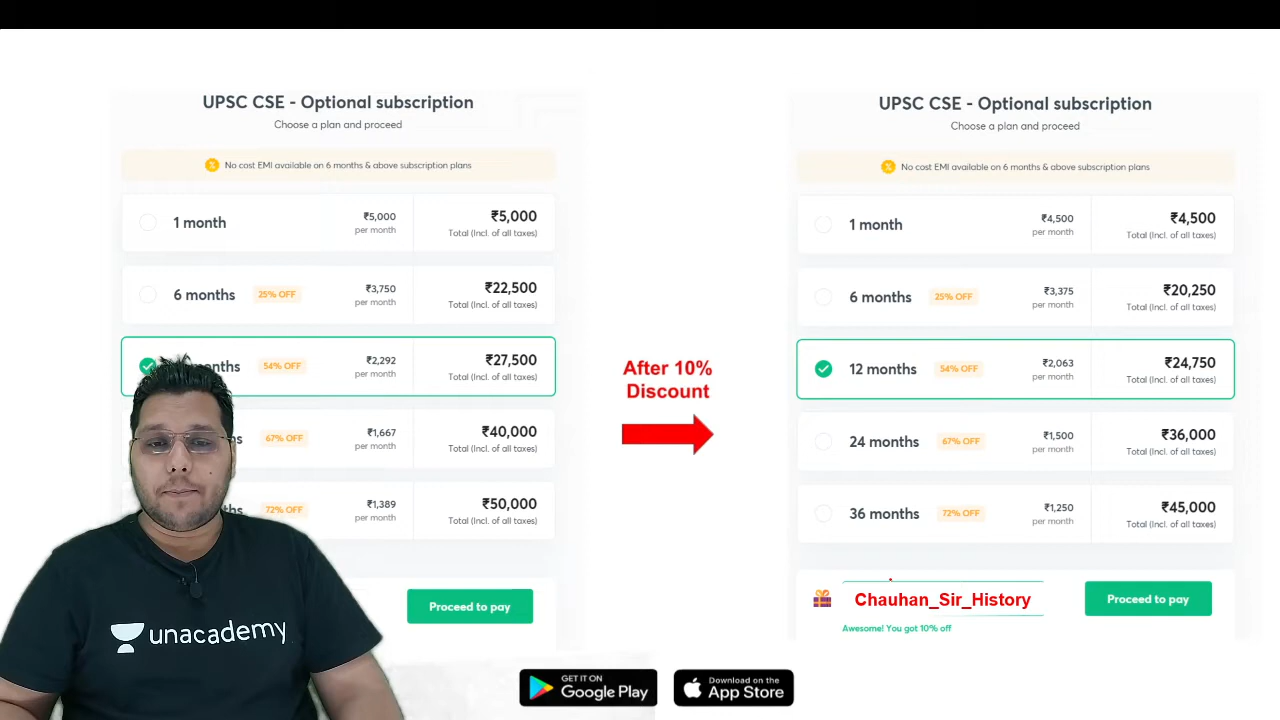 UPSC CSE - Optional subscription
Choose a plan and proceed
No cost EMI available on 6 months & above subscription plans
1 month ₹5,000 ₹5,000
per month Total (Incl. of all taxes)
6 months 25% OFF ₹3,750 ₹22,500
per month Total (Incl. of all taxes)
54% OFF ₹2,292 ₹27,500
per month Total (Incl. of all taxes)
67% OFF ₹1,667 ₹40,000
per month Total (Incl. of all taxes)
72% OFF ₹1,389 ₹50,000
per month Total (Incl. of all taxes)
Proceed to pay
unacademy
After 10%
Discount
UPSC CSE - Optional subscription
Choose a plan and proceed
No cost EMI available on 6 months & above subscription plans
1 month ₹4,500 ₹4,500
per month Total (Incl. of all taxes)
6 months 25% OFF ₹3,375 ₹20,250
per month Total (Incl. of all taxes)
12 months 54% OFF ₹2,063 ₹24,750
per month Total (Incl. of all taxes)
24 months 67% OFF ₹1,500 ₹36,000
per month Total (Incl. of all taxes)
36 months 72% OFF ₹1,250 ₹45,000
per month Total (Incl. of all taxes)
Chauhan_Sir_History Proceed to pay
Awesome! You got 10% off
GET IT ON
Google Play
Download on the
App Store